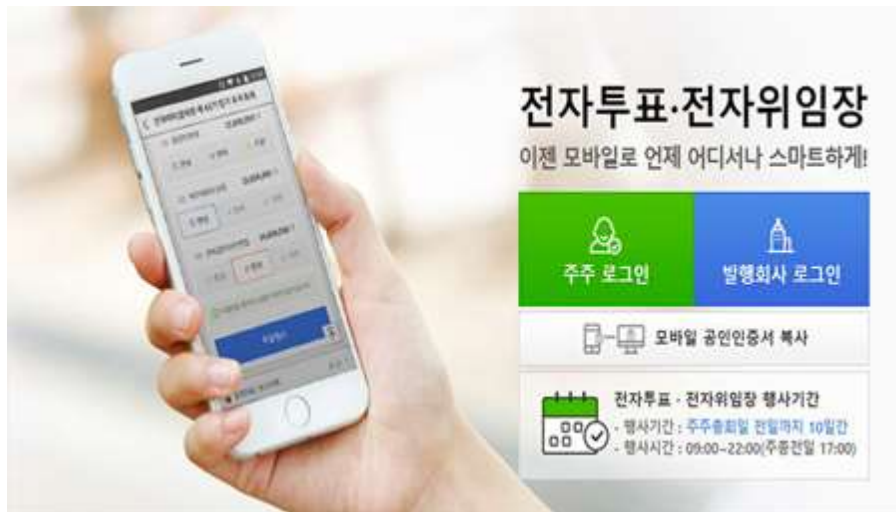 전자투표·전자위임장
이젠 모바일로 언제 어디서나 스마트하게!
주주 로그인
발행회사 로그인
모바일 공인인증서 복사
전자투표 · 전자위임장 행사기간
- 행사기간 : 주주총회일 전일까지 10일간
- 행사시간 : 09:00~22:00(주총전일 17:00)